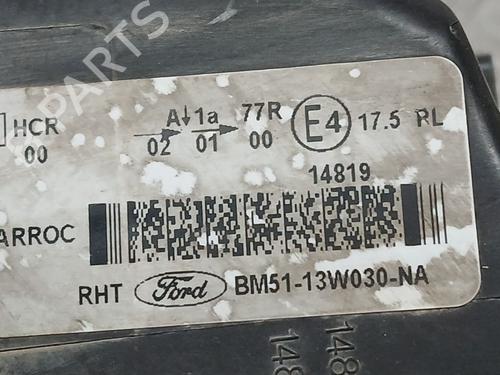 PARTS
HCR
00
A↓ 1a 77R E4 17.5 PL
02 01 00
14819
ARROC
RHT Ford BM51-13W030-NA
148
148